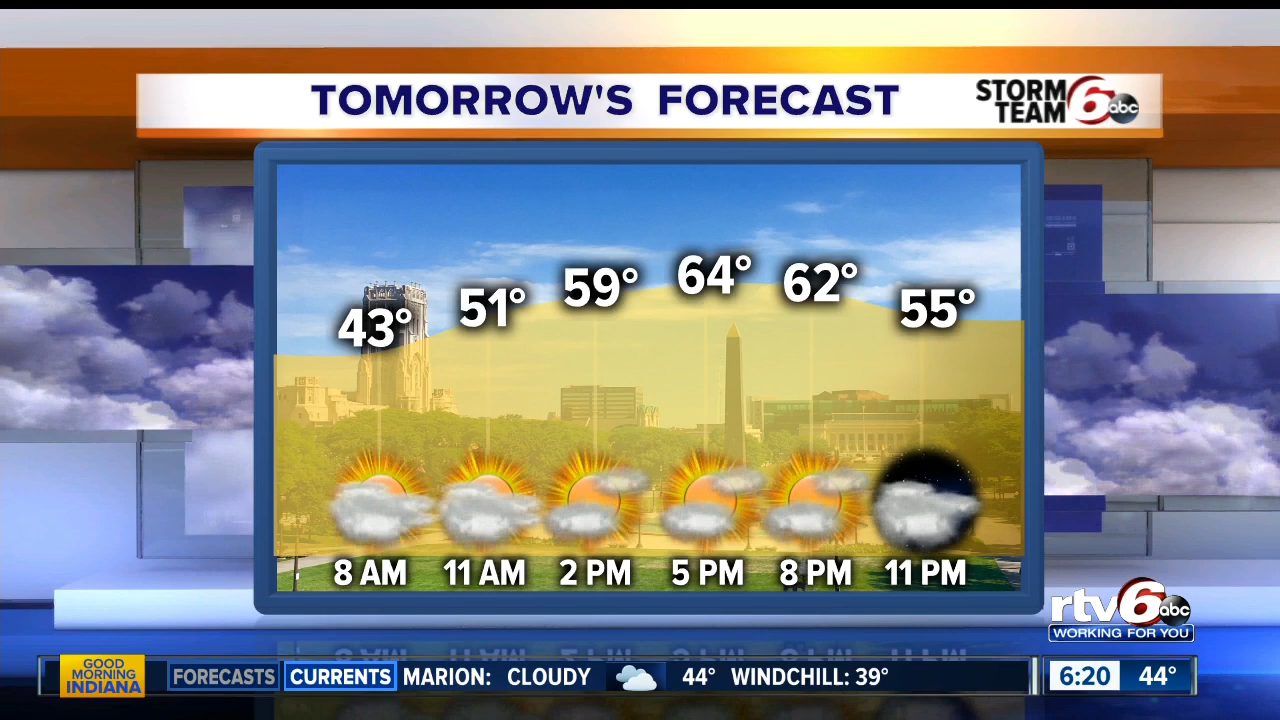 TOMORROW'S FORECAST
STORM
TEAM 6 abc
43° 51° 59° 64° 62° 55°
8 AM 11 AM 2 PM 5 PM 8 PM 11 PM
rtv6 abc
WORKING FOR YOU
GOOD
MORNING
INDIANA
FORECASTS CURRENTS MARION: CLOUDY 44° WINDCHILL: 39°
6:20 44°